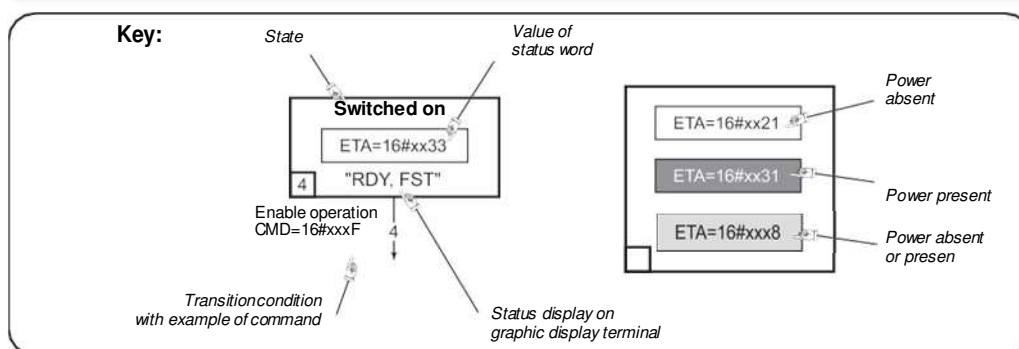 Key:
State
Value of
status word
Switched on
ETA=16#xx33
4
"RDY, FST"
Enable operation
CMD=16#xxxF
4
Transition condition
with example of command
Status display on
graphic display terminal
ETA=16#xx21
ETA=16#xx31
ETA=16#xxx8
Power
absent
Power present
Power absent
or presen